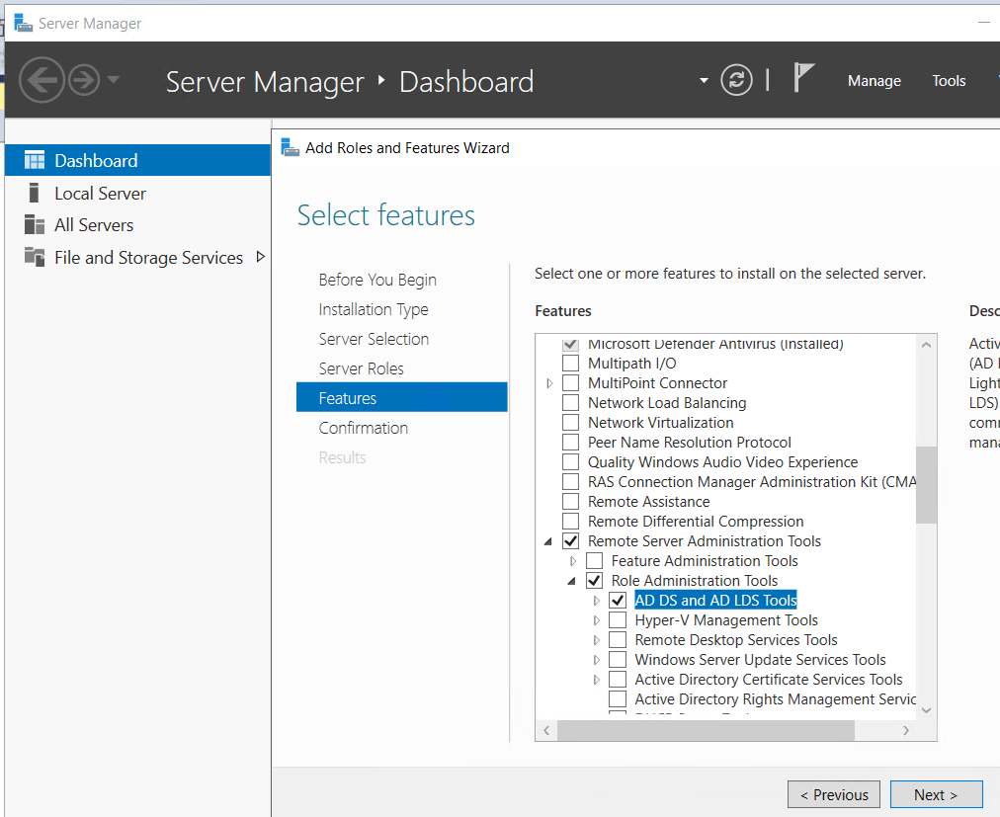 Server Manager
Server Manager Dashboard
Manage Tools
Dashboard
Local Server
All Servers
File and Storage Services
Add Roles and Features Wizard
Select features
Before You Begin
Installation Type
Server Selection
Server Roles
Features
Confirmation
Results
Select one or more features to install on the selected server.
Features
Microsoft Defender Antivirus (Installed)
Multipath I/O
MultiPoint Connector
Network Load Balancing
Network Virtualization
Peer Name Resolution Protocol
Quality Windows Audio Video Experience
RAS Connection Manager Administration Kit (CMA
Remote Assistance
Remote Differential Compression
Remote Server Administration Tools
Feature Administration Tools
Role Administration Tools
AD DS and AD LDS Tools
Hyper-V Management Tools
Remote Desktop Services Tools
Windows Server Update Services Tools
Active Directory Certificate Services Tools
Active Directory Rights Management Servic
Desc
Activ
(AD
Light
LDS)
com
mana
< Previous
Next >